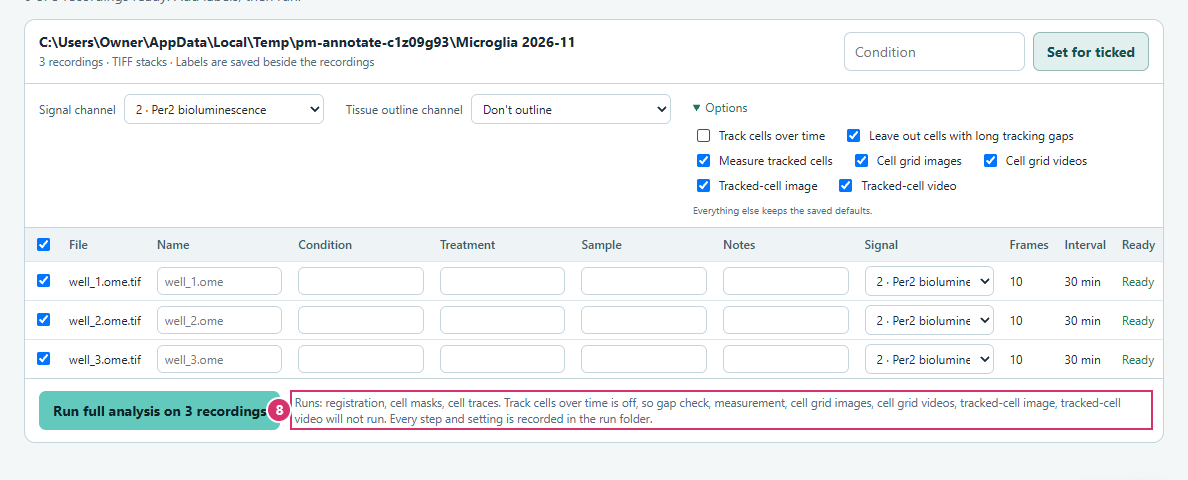 C:\Users\Owner\AppData\Local\Temp\pm-annotate-c1z09g93\Microglia 2026-11
3 recordings · TIFF stacks · Labels are saved beside the recordings
Condition
Set for ticked
Signal channel
2 · Per2 bioluminescence
Tissue outline channel
Don't outline
▼ Options
Track cells over time
Leave out cells with long tracking gaps
Measure tracked cells
Cell grid images
Cell grid videos
Tracked-cell image
Tracked-cell video
Everything else keeps the saved defaults.
File Name Condition Treatment Sample Notes Signal Frames Interval Ready
well_1.ome.tif well_1.ome 2 · Per2 biolumine 10 30 min Ready
well_2.ome.tif well_2.ome 2 · Per2 biolumine 10 30 min Ready
well_3.ome.tif well_3.ome 2 · Per2 biolumine 10 30 min Ready
Run full analysis on 3 recordings
8
Runs: registration, cell masks, cell traces. Track cells over time is off, so gap check, measurement, cell grid images, cell grid videos, tracked-cell image, tracked-cell
video will not run. Every step and setting is recorded in the run folder.